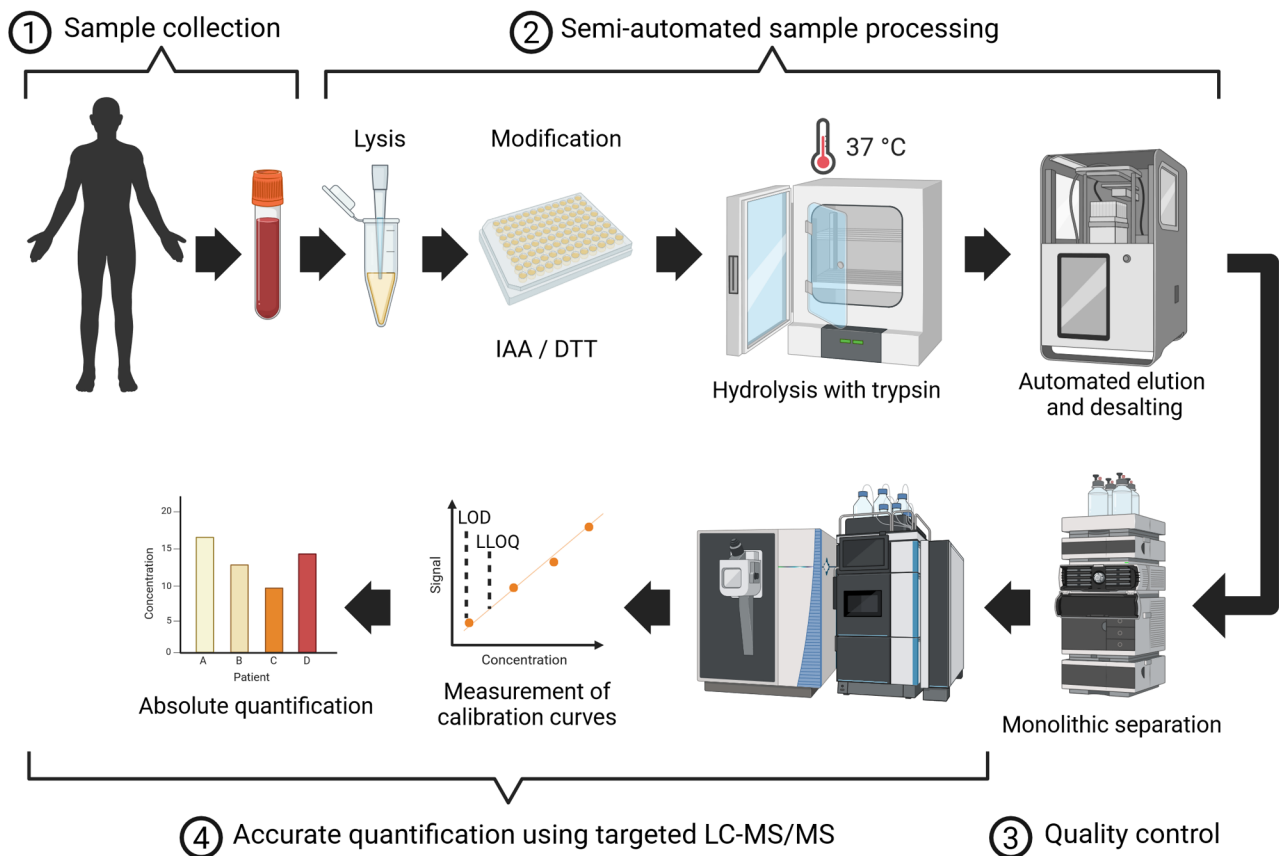 1 Sample collection
2 Semi-automated sample processing
Lysis
Modification
37 °C
IAA / DTT
Hydrolysis with trypsin
Automated elution
and desalting
20
15
10
5
0
Concentration
A B C D
Patient
Absolute quantification
LOD
LLOQ
Signal
Concentration
Measurement of
calibration curves
Monolithic separation
4 Accurate quantification using targeted LC-MS/MS
3 Quality control